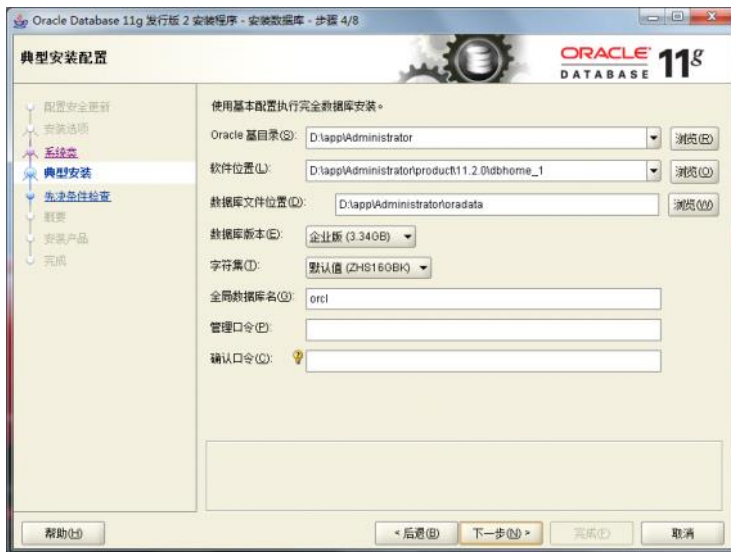 Oracle Database 11g 发行版 2 安装程序 - 安装数据库 - 步骤 4/8
典型安装配置
ORACLE
DATABASE
11g
配置安全更新
安装选项
系统类
典型安装
先决条件检查
概要
安装产品
完成
使用基本配置执行完全数据库安装。
Oracle 基目录(S): D:\app\Administrator 浏览(R)
软件位置(L): D:\app\Administrator\product\11.2.0\dbhome_1 浏览(O)
数据库文件位置(D): D:\app\Administrator\oradata 浏览(W)
数据库版本(E): 企业版 (3.34GB)
字符集(T): 默认值 (ZHS16GBK)
全局数据库名(G): orcl
管理口令(P):
确认口令(C):
帮助(H) < 后退(B) 下一步(N) > 完成(F) 取消